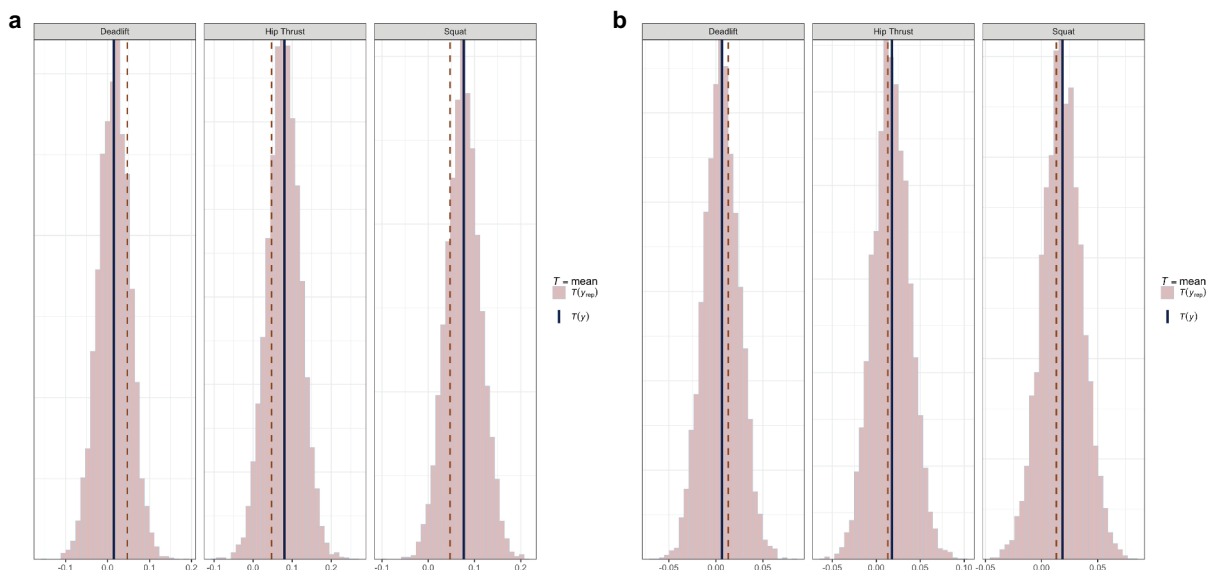 a
Deadlift
Hip Thrust
Squat
-0.1 0.0 0.1 0.2
-0.1 0.0 0.1 0.2
-0.1 0.0 0.1 0.2
T = mean
T(yrep)
T(y)
b
Deadlift
Hip Thrust
Squat
-0.05 0.00 0.05
-0.05 0.00 0.05 0.10
-0.05 0.00 0.05
T = mean
T(yrep)
T(y)